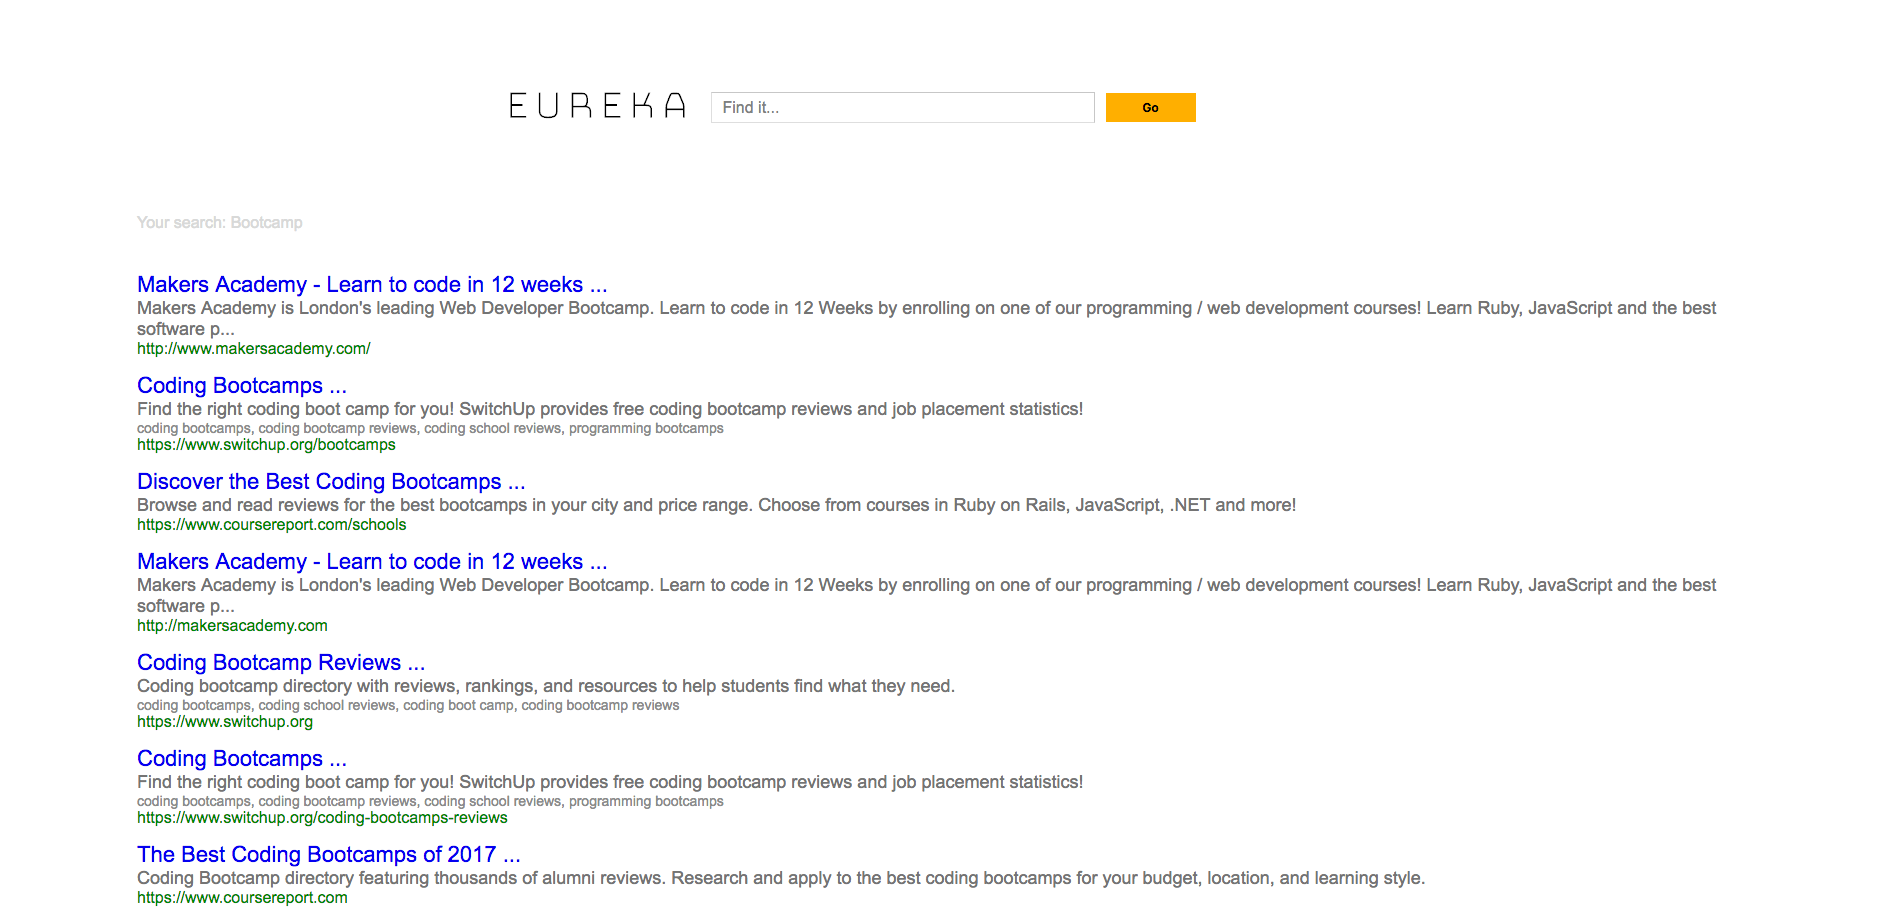 EUREKA
Find it...
Go
Your search: Bootcamp
Makers Academy - Learn to code in 12 weeks ...
Makers Academy is London's leading Web Developer Bootcamp. Learn to code in 12 Weeks by enrolling on one of our programming / web development courses! Learn Ruby, JavaScript and the best
software p...
http://www.makersacademy.com/
Coding Bootcamps ...
Find the right coding boot camp for you! SwitchUp provides free coding bootcamp reviews and job placement statistics!
coding bootcamps, coding bootcamp reviews, coding school reviews, programming bootcamps
https://www.switchup.org/bootcamps
Discover the Best Coding Bootcamps ...
Browse and read reviews for the best bootcamps in your city and price range. Choose from courses in Ruby on Rails, JavaScript, .NET and more!
https://www.coursereport.com/schools
Makers Academy - Learn to code in 12 weeks ...
Makers Academy is London's leading Web Developer Bootcamp. Learn to code in 12 Weeks by enrolling on one of our programming / web development courses! Learn Ruby, JavaScript and the best
software p...
http://makersacademy.com
Coding Bootcamp Reviews ...
Coding bootcamp directory with reviews, rankings, and resources to help students find what they need.
coding bootcamps, coding school reviews, coding boot camp, coding bootcamp reviews
https://www.switchup.org
Coding Bootcamps ...
Find the right coding boot camp for you! SwitchUp provides free coding bootcamp reviews and job placement statistics!
coding bootcamps, coding bootcamp reviews, coding school reviews, programming bootcamps
https://www.switchup.org/coding-bootcamps-reviews
The Best Coding Bootcamps of 2017 ...
Coding Bootcamp directory featuring thousands of alumni reviews. Research and apply to the best coding bootcamps for your budget, location, and learning style.
https://www.coursereport.com